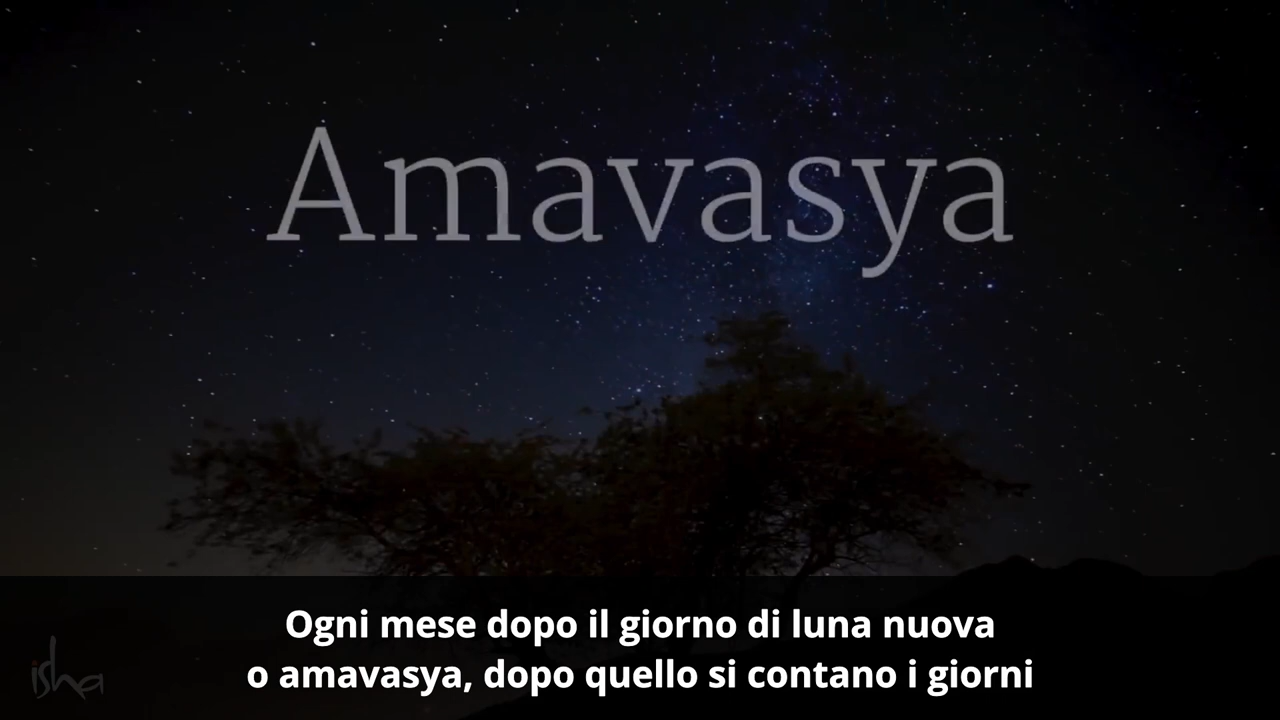 Amavasya
Ogni mese dopo il giorno di luna nuova
o amavasya, dopo quello si contano i giorni
isha